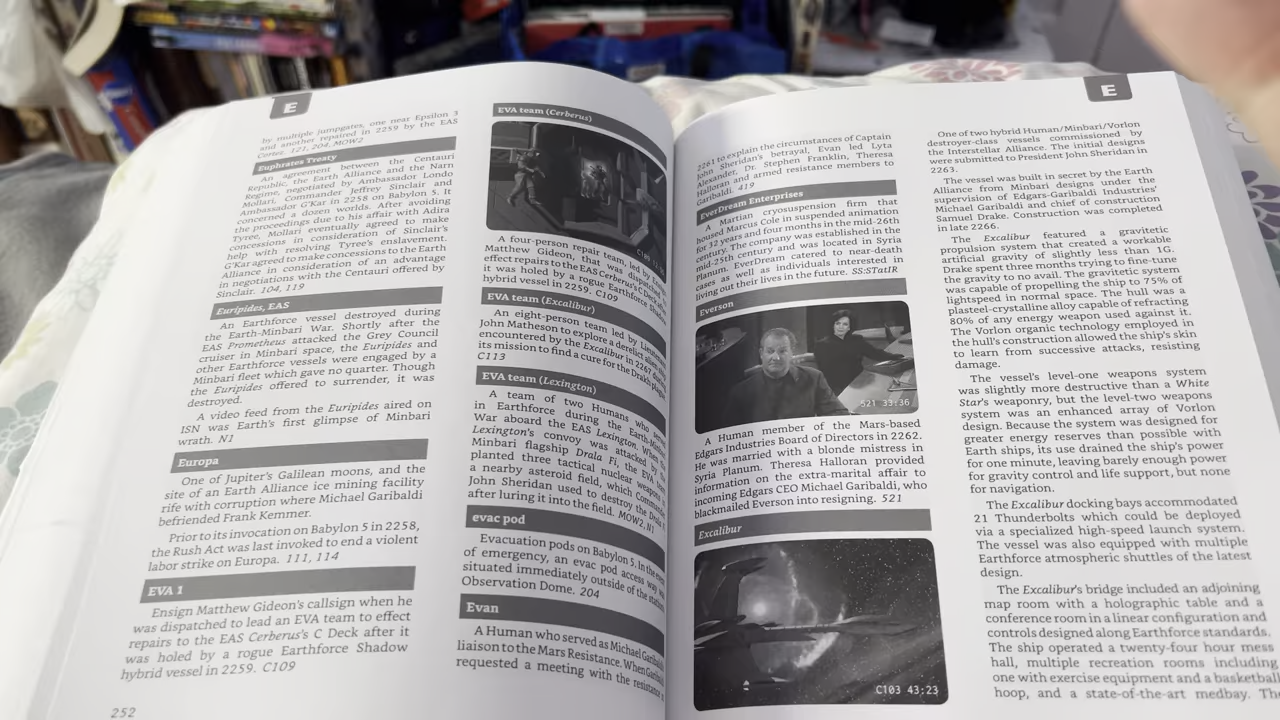 E
by multiple jumpgates, one near Epsilon 3
and another repaired in 2259 by the EAS
Cortez. 121, 204, MOW2
Euphrates Treaty
An agreement between the Centauri
Republic, the Earth Alliance and the Narn
Regime, negotiated by Ambassador Londo
Mollari, Commander Jeffrey Sinclair and
Ambassador G'Kar in 2258 on Babylon 5. It
concerned a dozen worlds. After avoiding
the proceedings due to his affair with Adira
Tyree, Mollari eventually agreed to make
concessions in consideration of Sinclair's
help with resolving Tyree's enslavement.
G'Kar agreed to make concessions to the Earth
Alliance in consideration of an advantage
in negotiations with the Centauri offered by
Sinclair. 104, 119
Euripides, EAS
An Earthforce vessel destroyed during
the Earth-Minbari War. Shortly after the
EAS Prometheus attacked the Grey Council
cruiser in Minbari space, the Euripides and
other Earthforce vessels were engaged by a
Minbari fleet which gave no quarter. Though
the Euripides offered to surrender, it was
destroyed.
A video feed from the Euripides aired on
ISN was Earth's first glimpse of Minbari
wrath. N1
Europa
One of Jupiter's Galilean moons, and the
site of an Earth Alliance ice mining facility
rife with corruption where Michael Garibaldi
befriended Frank Kemmer.
Prior to its invocation on Babylon 5 in 2258,
the Rush Act was last invoked to end a violent
labor strike on Europa. 111, 114
EVA 1
Ensign Matthew Gideon's callsign when he
was dispatched to lead an EVA team to effect
repairs to the EAS Cerberus's C Deck after it
was holed by a rogue Earthforce Shadow
hybrid vessel in 2259. C109
252
EVA team (Cerberus)
A four-person repair team, led by
Matthew Gideon, that was dispatched
effect repairs to the EAS Cerberus's C Deck after
it was holed by a rogue Earthforce Shadow
hybrid vessel in 2259. C109
EVA team (Excalibur)
An eight-person team led by Lieutenant
John Matheson to explore a derelict alien
encountered by the Excalibur in 2267 during
its mission to find a cure for the Drakh plague.
C113
EVA team (Lexington)
A team of two Humans who served
in Earthforce during the Earth-Minbari
War aboard the EAS Lexington. When the
Lexington's convoy was attacked by the
Minbari flagship Drala Fi, the EVA team
planted three tactical nuclear weapons in
a nearby asteroid field, which Commander
John Sheridan used to destroy the Drala Fi
after luring it into the field. MOW2, N1
evac pod
Evacuation pods on Babylon 5. In the event
of emergency, an evac pod access way was
situated immediately outside of the station's
Observation Dome. 204
Evan
A Human who served as Michael Garibaldi's
liaison to the Mars Resistance. When Garibaldi
requested a meeting with the resistance
E
2261 to explain the circumstances of Captain
John Sheridan's betrayal, Evan led Lyta
Alexander, Dr. Stephen Franklin, Theresa
Halloran and armed resistance members to
Garibaldi. 419
EverDream Enterprises
A Martian cryosuspension firm that
housed Marcus Cole in suspended animation
for 32 years and four months in the mid-26th
century. The company was established in the
mid-25th century and was located in Syria
Planum. EverDream catered to near-death
cases as well as individuals interested in
living out their lives in the future. SS:STatIR
Everson
521 33:36
A Human member of the Mars-based
Edgars Industries Board of Directors in 2262.
He was married with a blonde mistress in
Syria Planum. Theresa Halloran provided
information on the extra-marital affair to
incoming Edgars CEO Michael Garibaldi, who
blackmailed Everson into resigning. 521
Excalibur
C103 43:23
One of two hybrid Human/Minbari/Vorlon
destroyer-class vessels commissioned by
the Interstellar Alliance. The initial designs
were submitted to President John Sheridan in
2263.
The vessel was built in secret by the Earth
Alliance from Minbari designs under the
supervision of Edgars-Garibaldi Industries'
Michael Garibaldi and chief of construction
Samuel Drake. Construction was completed
in late 2266.
The Excalibur featured a gravitic
propulsion system that created a workable
artificial gravity of slightly less than 1G.
Drake spent three months trying to fine-tune
the gravity to no avail. The gravitic system
was capable of propelling the ship to 75% of
lightspeed in normal space. The hull was a
plasteel-crystalline alloy capable of refracting
80% of any energy weapon used against it.
The Vorlon organic technology employed in
the hull's construction allowed the ship's skin
to learn from successive attacks, resisting
damage.
The vessel's level-one weapons system
was slightly more destructive than a White
Star's weaponry, but the level-two weapons
system was an enhanced array of Vorlon
design. Because the system was designed for
greater energy reserves than possible with
Earth ships, its use drained the ship's power
for one minute, leaving barely enough power
for gravity control and life support, but none
for navigation.
The Excalibur docking bays accommodated
21 Thunderbolts which could be deployed
via a specialized high-speed launch system.
The vessel was also equipped with multiple
Earthforce atmospheric shuttles of the latest
design.
The Excalibur's bridge included an adjoining
map room with a holographic table and a
conference room in a linear configuration and
controls designed along Earthforce standards.
The ship operated a twenty-four hour mess
hall, multiple recreation rooms including
one with exercise equipment and a basketball
hoop, and a state-of-the-art medbay. The